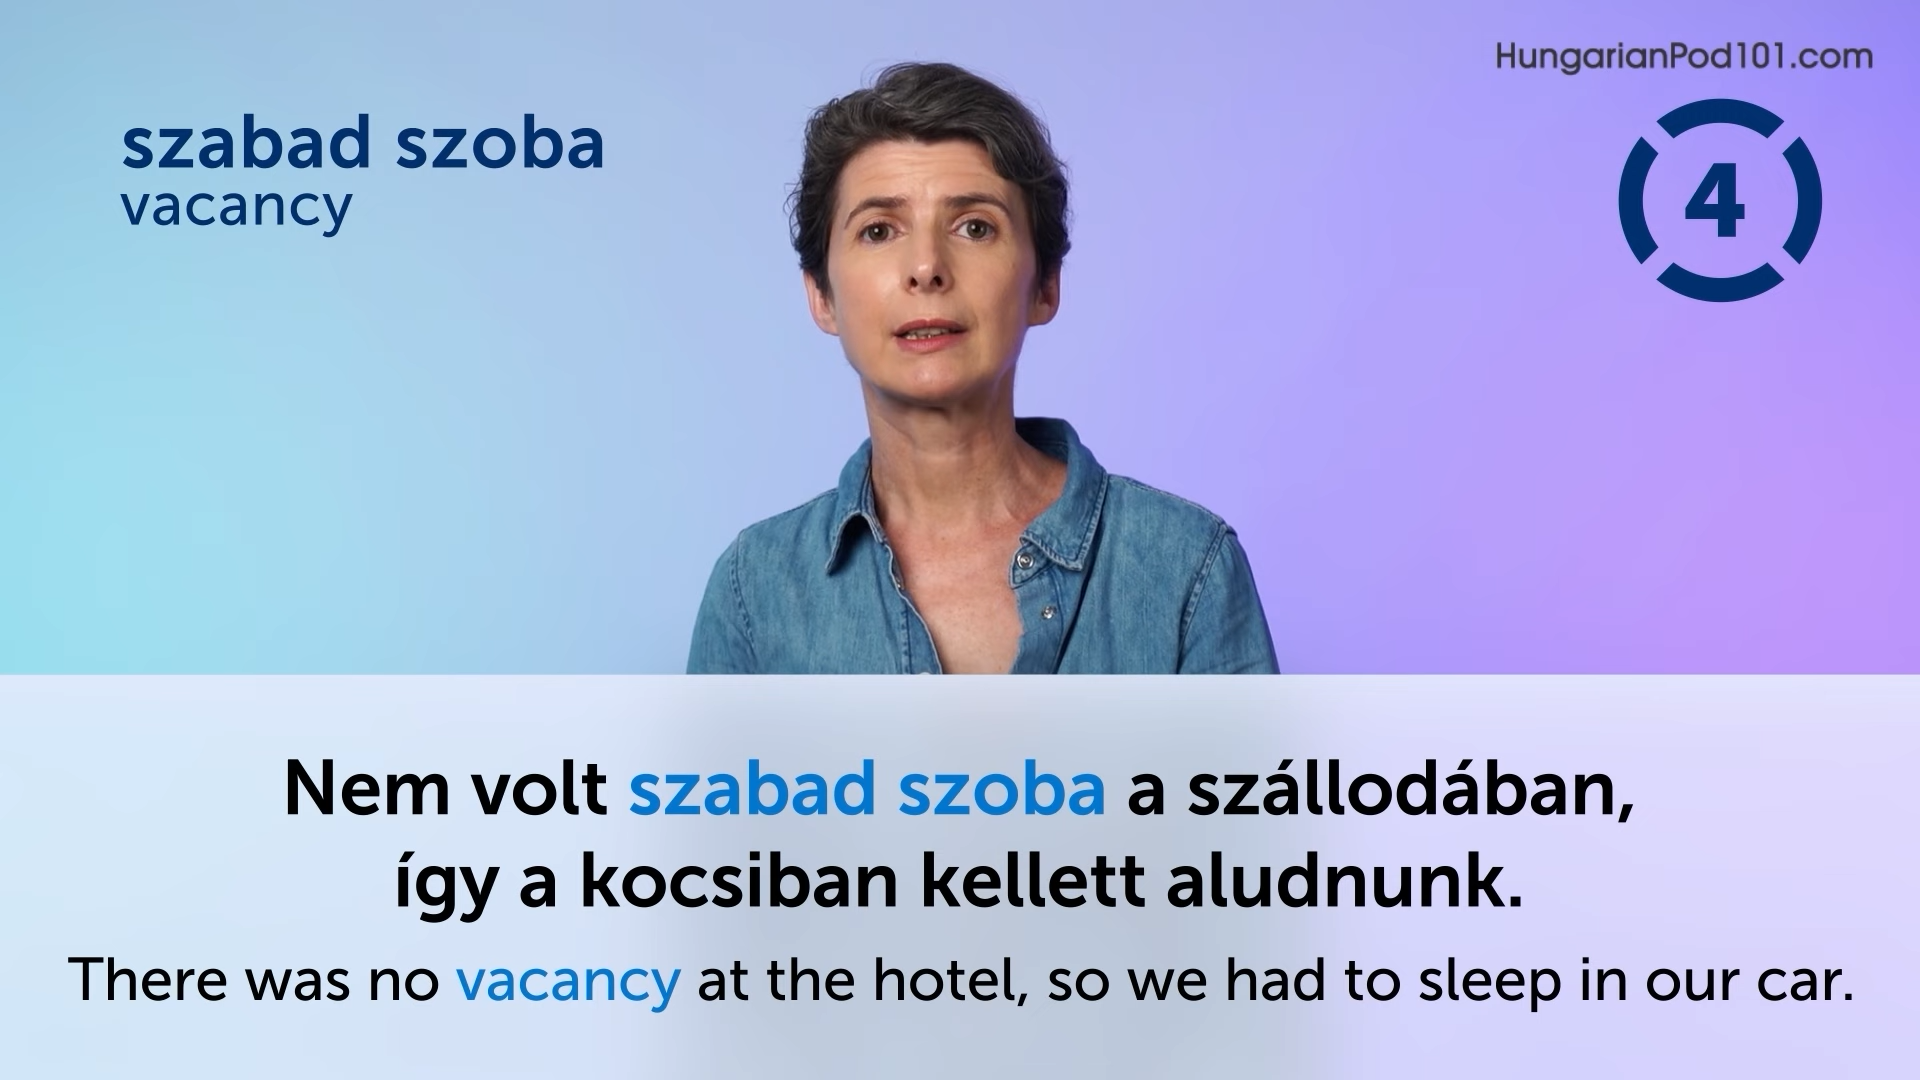 HungarianPod101.com
szabad szoba
vacancy
4
Nem volt szabad szoba a szállodában,
így a kocsiban kellett aludnunk.
There was no vacancy at the hotel, so we had to sleep in our car.